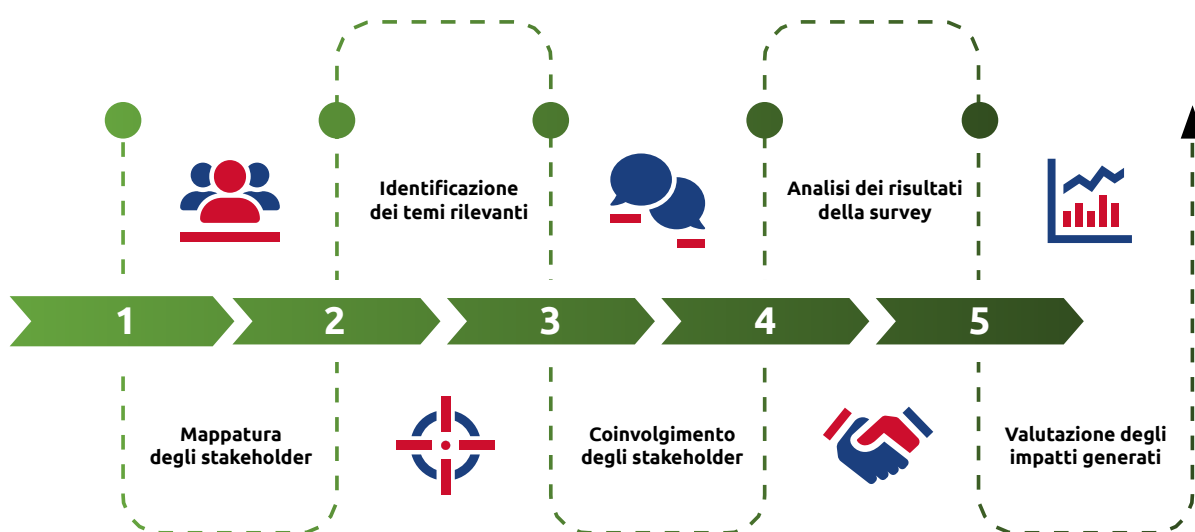 Identificazione
dei temi rilevanti
Analisi dei risultati
della survey
1
2
3
4
5
Mappatura
degli stakeholder
Coinvolgimento
degli stakeholder
Valutazione degli
impatti generati